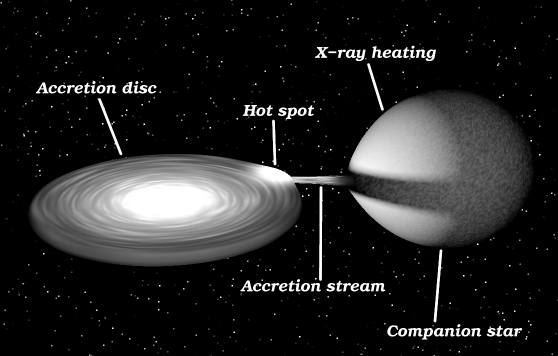 X-ray heating
Accretion disc
Hot spot
Accretion stream
Companion star